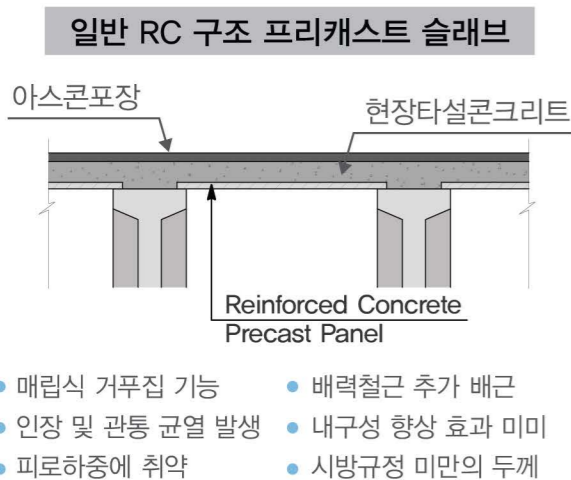 일반 RC 구조 프리캐스트 슬래브
아스콘포장
현장타설콘크리트
Reinforced Concrete
Precast Panel
• 매립식 거푸집 기능
• 인장 및 관통 균열 발생
• 피로하중에 취약
• 배력철근 추가 배근
• 내구성 향상 효과 미미
• 시방규정 미만의 두께